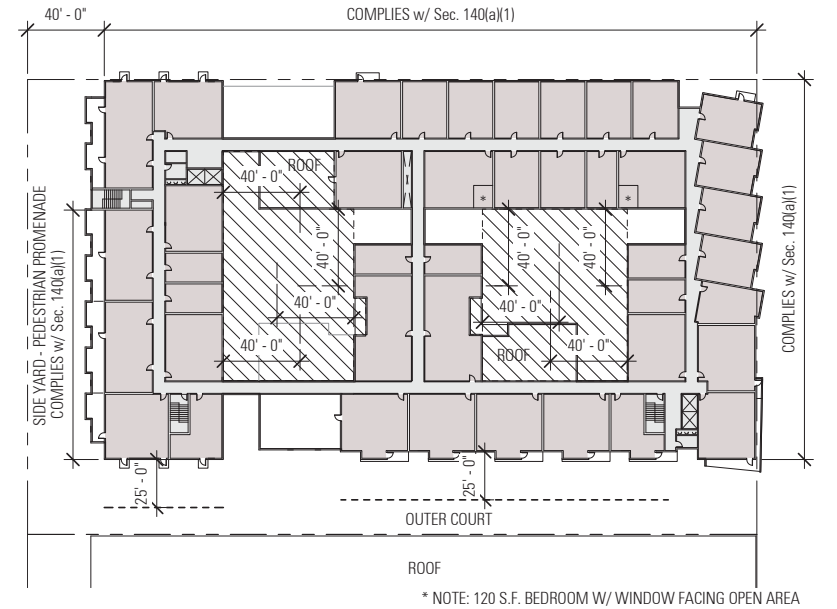 40' - 0"
COMPLIES w/ Sec. 140(a)(1)
SIDE YARD - PEDESTRIAN PROMENADE
COMPLIES w/ Sec. 140(a)(1)
COMPLIES w/ Sec. 140(a)(1)
ROOF
40' - 0"
40' - 0"
40' - 0"
40' - 0"
*
*
40' - 0"
40' - 0"
40' - 0"
40' - 0"
ROOF
25' - 0"
25' - 0"
OUTER COURT
ROOF
* NOTE: 120 S.F. BEDROOM W/ WINDOW FACING OPEN AREA